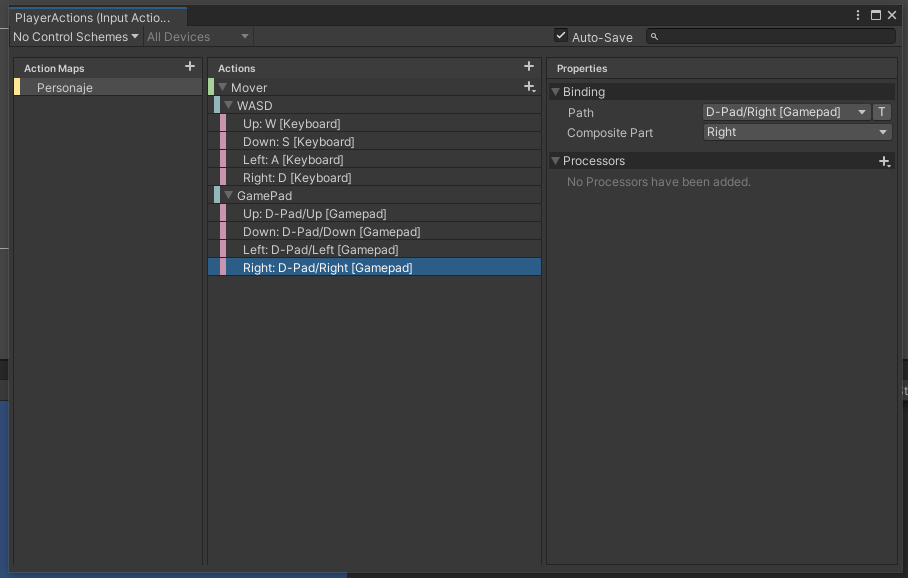 PlayerActions (Input Actio...
No Control Schemes All Devices Auto-Save
Action Maps
Personaje
Actions
Mover
WASD
Up: W [Keyboard]
Down: S [Keyboard]
Left: A [Keyboard]
Right: D [Keyboard]
GamePad
Up: D-Pad/Up [Gamepad]
Down: D-Pad/Down [Gamepad]
Left: D-Pad/Left [Gamepad]
Right: D-Pad/Right [Gamepad]
Properties
Binding
Path D-Pad/Right [Gamepad] T
Composite Part Right
Processors
No Processors have been added.